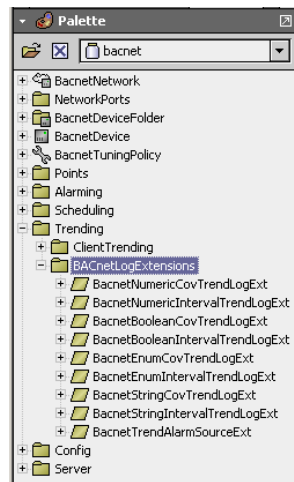 Palette
bacnet
BacnetNetwork
NetworkPorts
BacnetDeviceFolder
BacnetDevice
BacnetTuningPolicy
Points
Alarming
Scheduling
Trending
ClientTrending
BACnetLogExtensions
BacnetNumericCovTrendLogExt
BacnetNumericIntervalTrendLogExt
BacnetBooleanCovTrendLogExt
BacnetBooleanIntervalTrendLogExt
BacnetEnumCovTrendLogExt
BacnetEnumIntervalTrendLogExt
BacnetStringCovTrendLogExt
BacnetStringIntervalTrendLogExt
BacnetTrendAlarmSourceExt
Config
Server